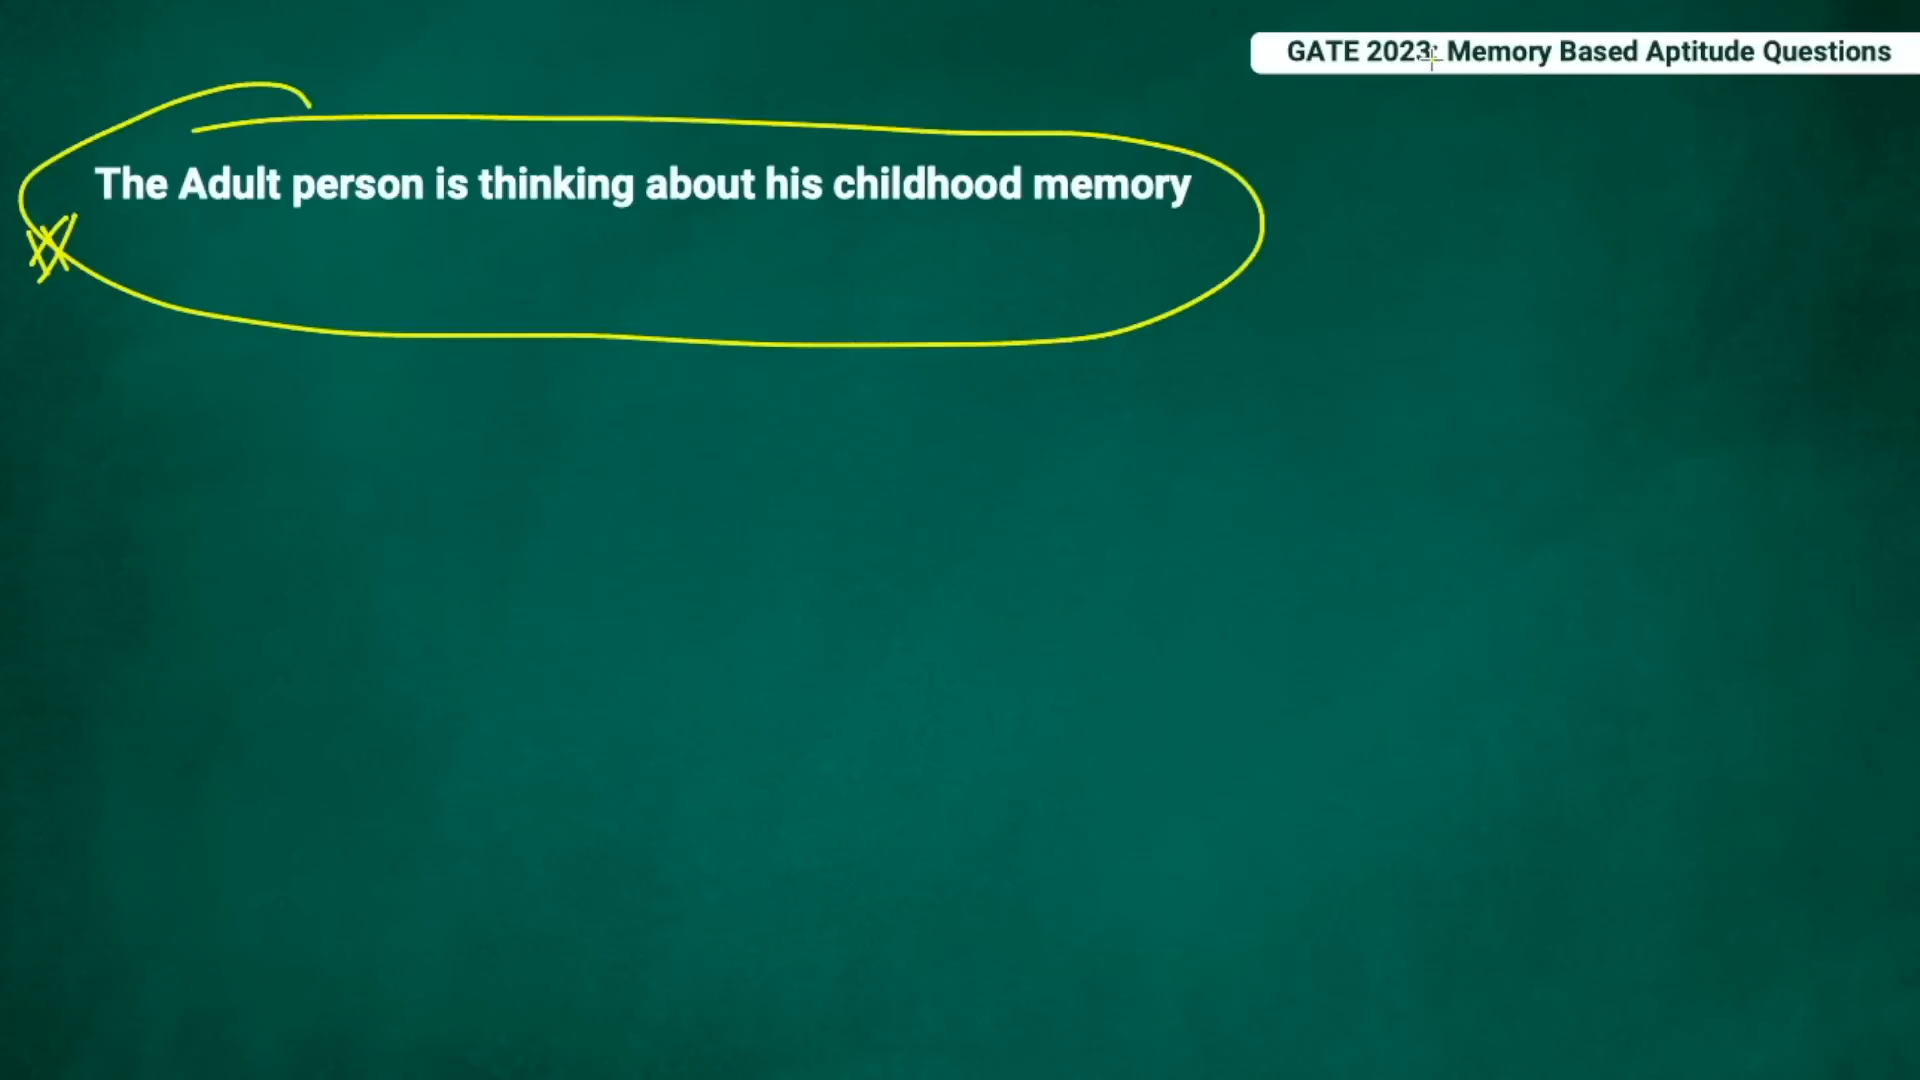 GATE 2023: Memory Based Aptitude Questions
The Adult person is thinking about his childhood memory